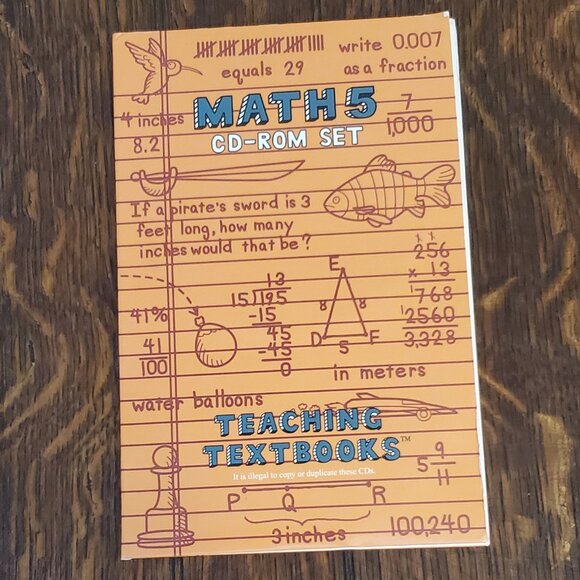 write 0.007
equals 29
as a fraction
4 inches
8.2
MATH 5
CD-ROM SET
7
1,000
If a pirate's sword is 3
feet long, how many
inches would that be?
256
x 13
768
2560
3,328
13
15)195
-15
45
-45
0
E
8 8
D E
5
41%
41
100
in meters
water balloons
TEACHING
TEXTBOOKS™
It is illegal to copy or duplicate these CDs.
5 9
11
P Q R
3 inches
100,240